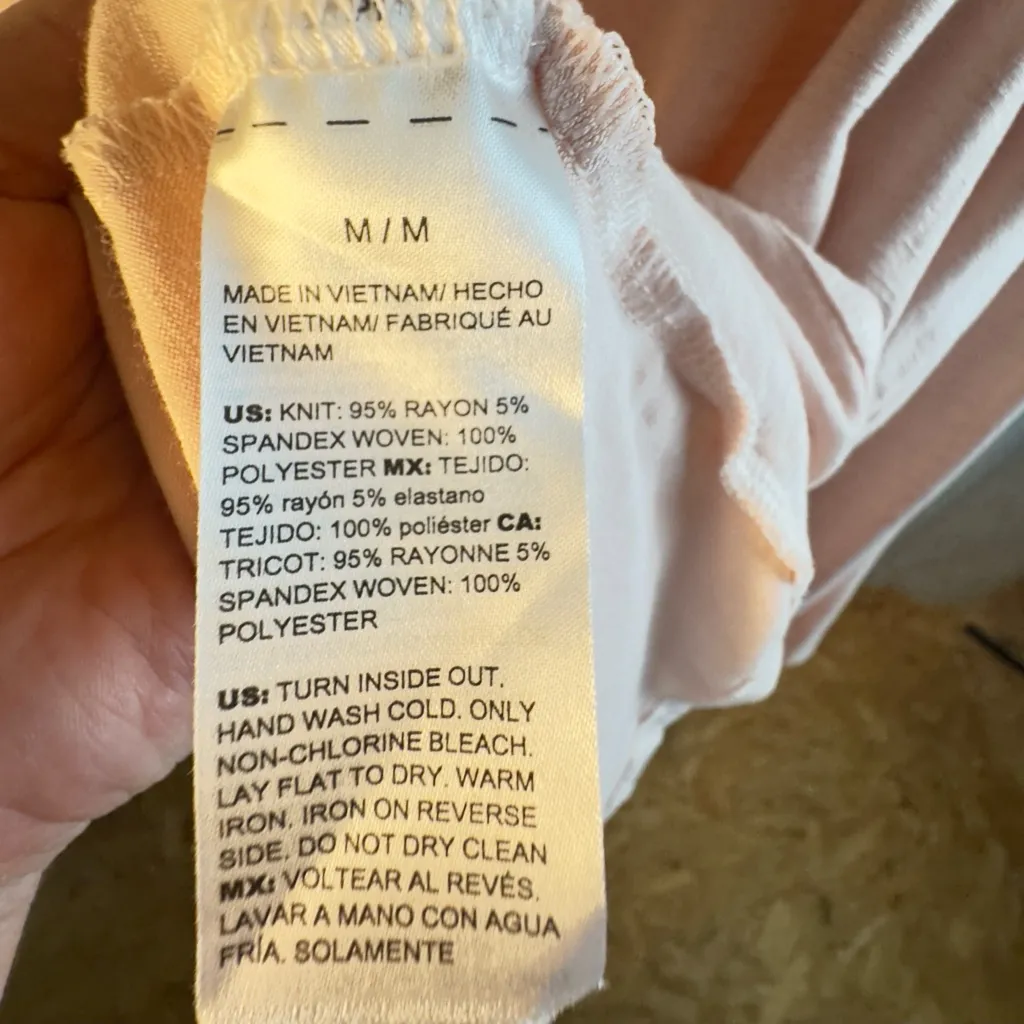 M / M
MADE IN VIETNAM/ HECHO
EN VIETNAM/ FABRIQUÉ AU
VIETNAM
US: KNIT: 95% RAYON 5%
SPANDEX WOVEN: 100%
POLYESTER MX: TEJIDO:
95% rayón 5% elastano
TEJIDO: 100% poliéster CA:
TRICOT: 95% RAYONNE 5%
SPANDEX WOVEN: 100%
POLYESTER
US: TURN INSIDE OUT.
HAND WASH COLD. ONLY
NON-CHLORINE BLEACH.
LAY FLAT TO DRY. WARM
IRON. IRON ON REVERSE
SIDE. DO NOT DRY CLEAN
MX: VOLTEAR AL REVÉS.
LAVAR A MANO CON AGUA
FRÍA. SOLAMENTE